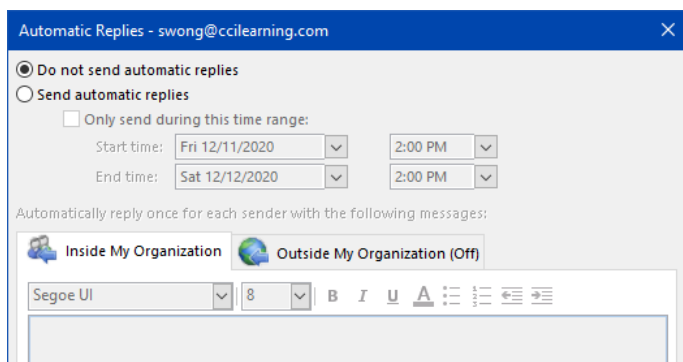 Automatic Replies - swong@ccilearning.com
Do not send automatic replies
Send automatic replies
Only send during this time range:
Start time: Fri 12/11/2020 2:00 PM
End time: Sat 12/12/2020 2:00 PM
Automatically reply once for each sender with the following messages:
Inside My Organization Outside My Organization (Off)
Segoe UI 8 B I U A